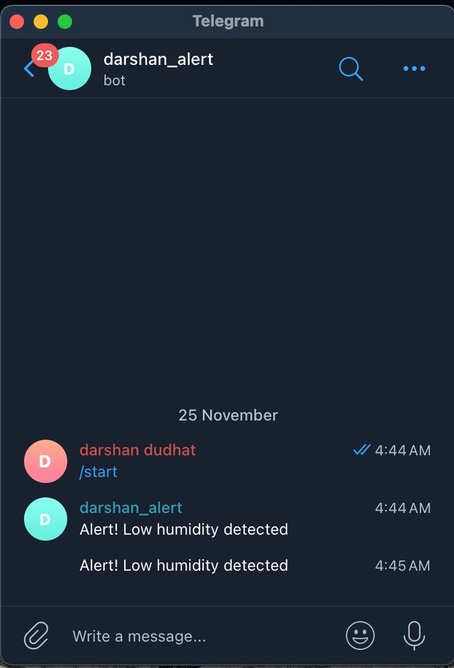 Telegram
23
D
darshan_alert
bot
25 November
D
darshan dudhat
4:44 AM
/start
D
darshan_alert
4:44 AM
Alert! Low humidity detected
Alert! Low humidity detected
4:45 AM
Write a message...